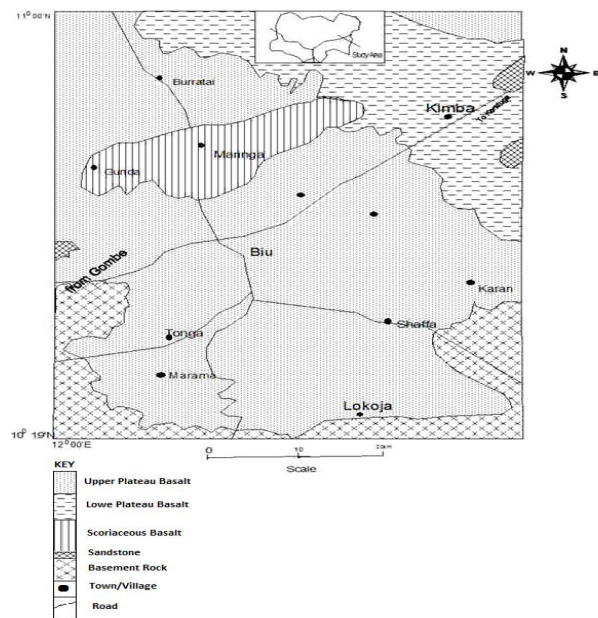 11°00'N
Study Area
N
W E
S
Burratai
Kimba
Maringa
Gunda
Biu
from Gombe
Karan
Shaffa
Tonga
Marama
Lokoja
10° 19N
12°00'E
0 10 20km
Scale
KEY
Upper Plateau Basalt
Lowe Plateau Basalt
Scoriaceous Basalt
Sandstone
Basement Rock
Town/Village
Road